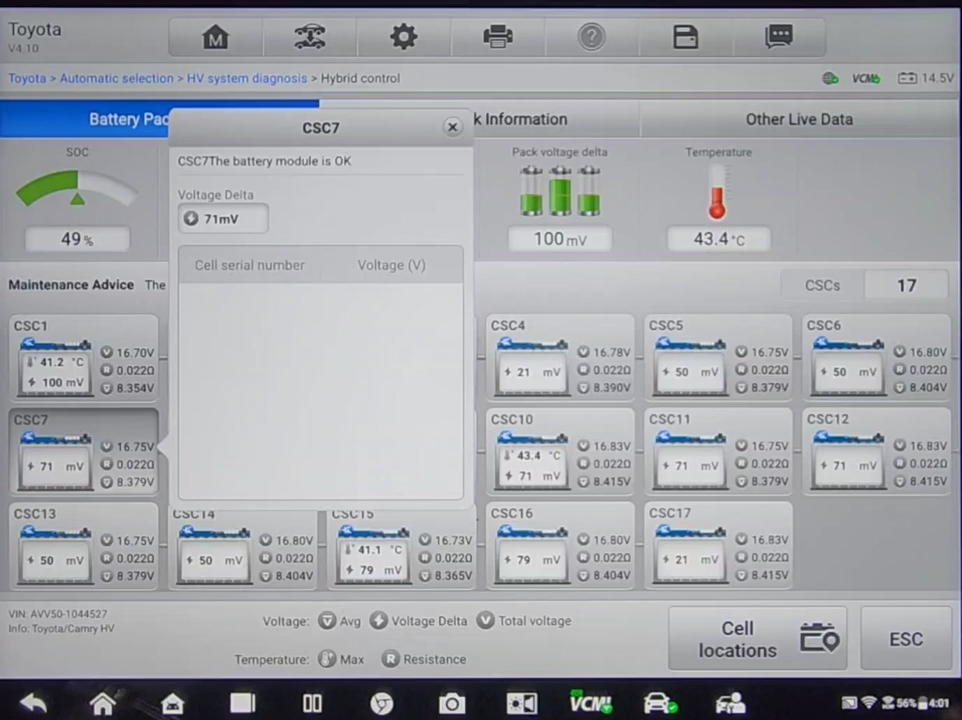 Toyota
V4.10
M
?
Toyota > Automatic selection > HV system diagnosis > Hybrid control
VCMI
14.5V
Battery Pac
k Information
Other Live Data
CSC7
CSC7The battery module is OK
Voltage Delta
71mV
Cell serial number
Voltage (V)
SOC
49 %
Pack voltage delta
100 mV
Temperature
43.4 °C
Maintenance Advice The
CSCs
17
CSC1
41.2 °C
100 mV
V 16.70V
R 0.022Ω
8.354V
CSC4
21 mV
V 16.78V
R 0.022Ω
8.390V
CSC5
50 mV
V 16.75V
R 0.022Ω
8.379V
CSC6
50 mV
V 16.80V
R 0.022Ω
8.404V
CSC7
71 mV
V 16.75V
R 0.022Ω
8.379V
CSC10
43.4 °C
71 mV
V 16.83V
R 0.022Ω
8.415V
CSC11
71 mV
V 16.75V
R 0.022Ω
8.379V
CSC12
71 mV
V 16.83V
R 0.022Ω
8.415V
CSC13
50 mV
V 16.75V
R 0.022Ω
8.379V
CSC14
50 mV
V 16.80V
R 0.022Ω
8.404V
CSC15
41.1 °C
79 mV
V 16.73V
R 0.022Ω
8.365V
CSC16
79 mV
V 16.80V
R 0.022Ω
8.404V
CSC17
21 mV
V 16.83V
R 0.022Ω
8.415V
VIN: AVV50-1044527
Info: Toyota/Camry HV
Voltage: Avg Voltage Delta V Total voltage
Temperature: Max R Resistance
Cell
locations
ESC
VCMI
56% 4:01